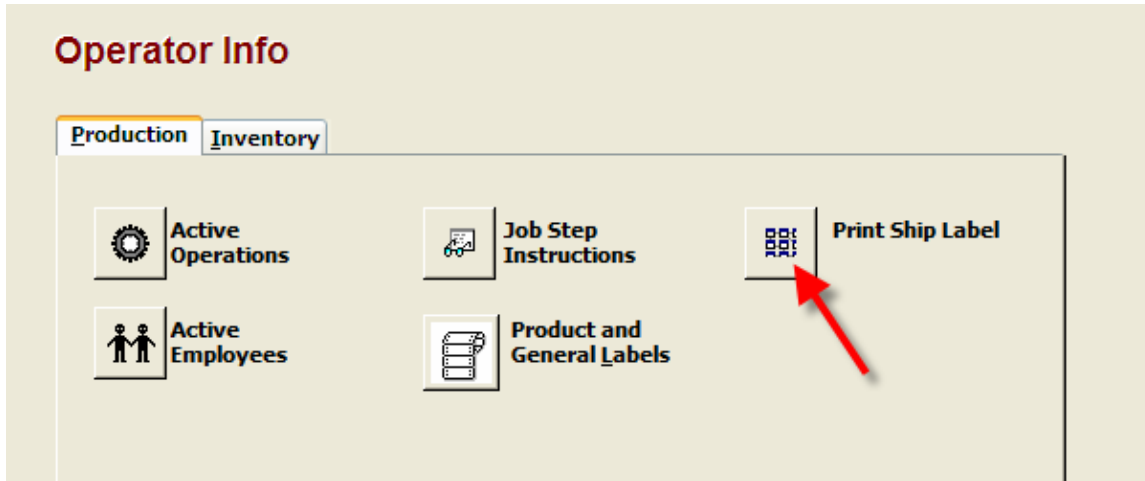 Operator Info
Production
Inventory
Active
Operations
Job Step
Instructions
Print Ship Label
Active
Employees
Product and
General Labels